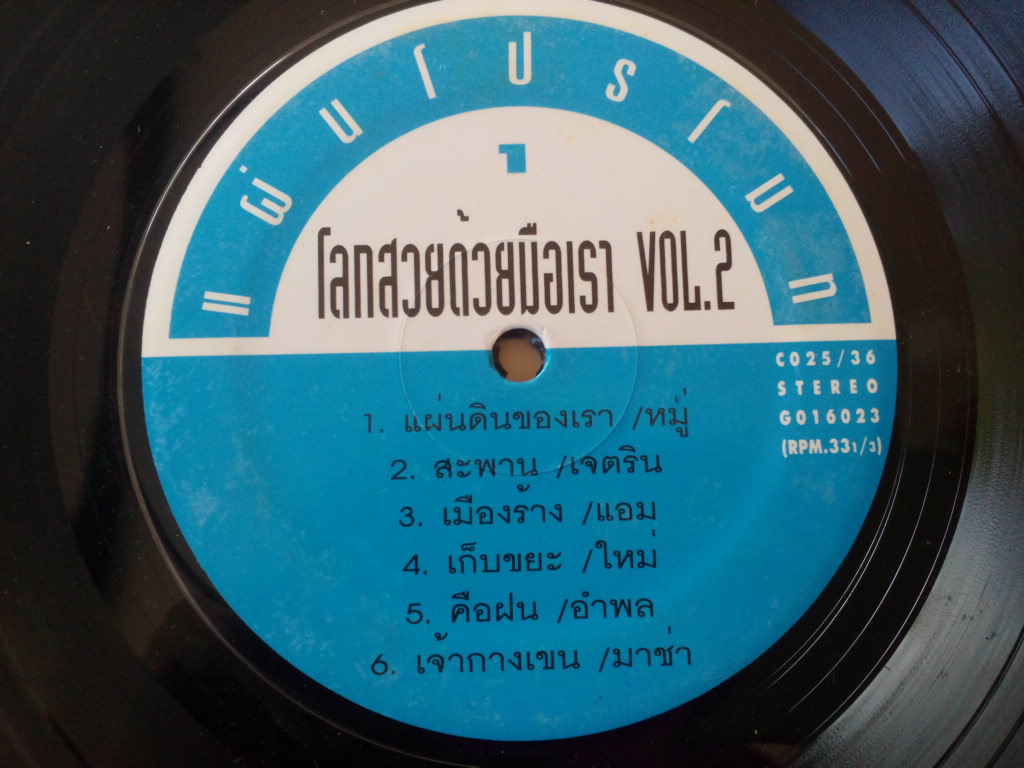 แผ่นโปรโมท
1
โลกสวยด้วยมือเรา VOL.2
CO25/36
STEREO
GO16023
(RPM.33 1/3)
1. แผ่นดินของเรา /หมู่
2. สะพาน /เจตริน
3. เมืองร้าง /แอม
4. เก็บขยะ /ใหม่
5. คือฝน /อำพล
6. เจ้ากางเขน /มาช่า